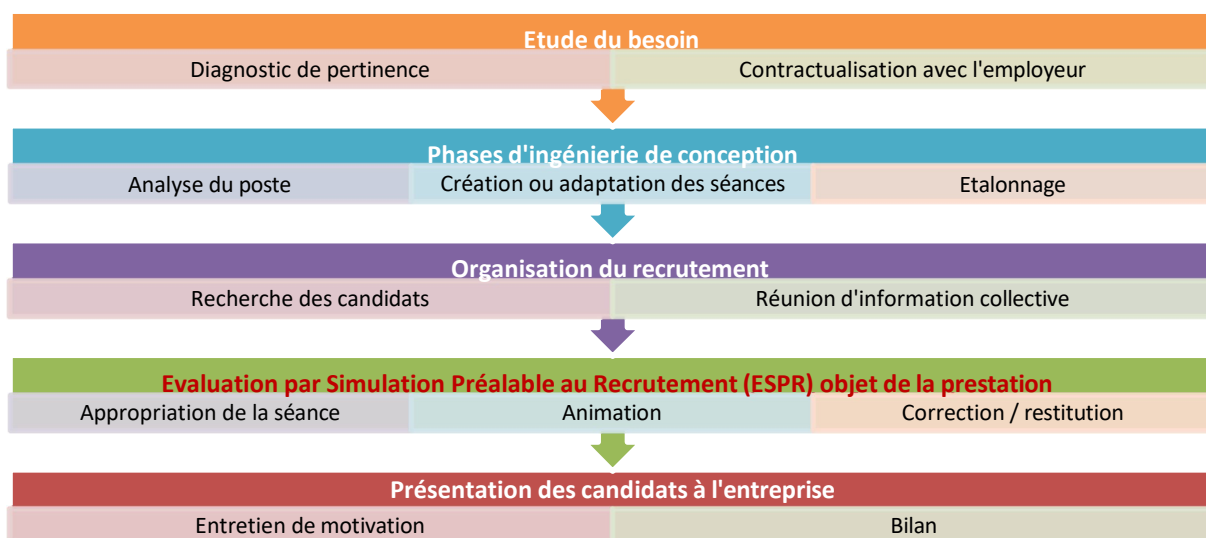 Etude du besoin
Diagnostic de pertinence
Contractualisation avec l'employeur
Phases d'ingénierie de conception
Analyse du poste
Création ou adaptation des séances
Etalonnage
Organisation du recrutement
Recherche des candidats
Réunion d'information collective
Evaluation par Simulation Préalable au Recrutement (ESPR) objet de la prestation
Appropriation de la séance
Animation
Correction / restitution
Présentation des candidats à l'entreprise
Entretien de motivation
Bilan